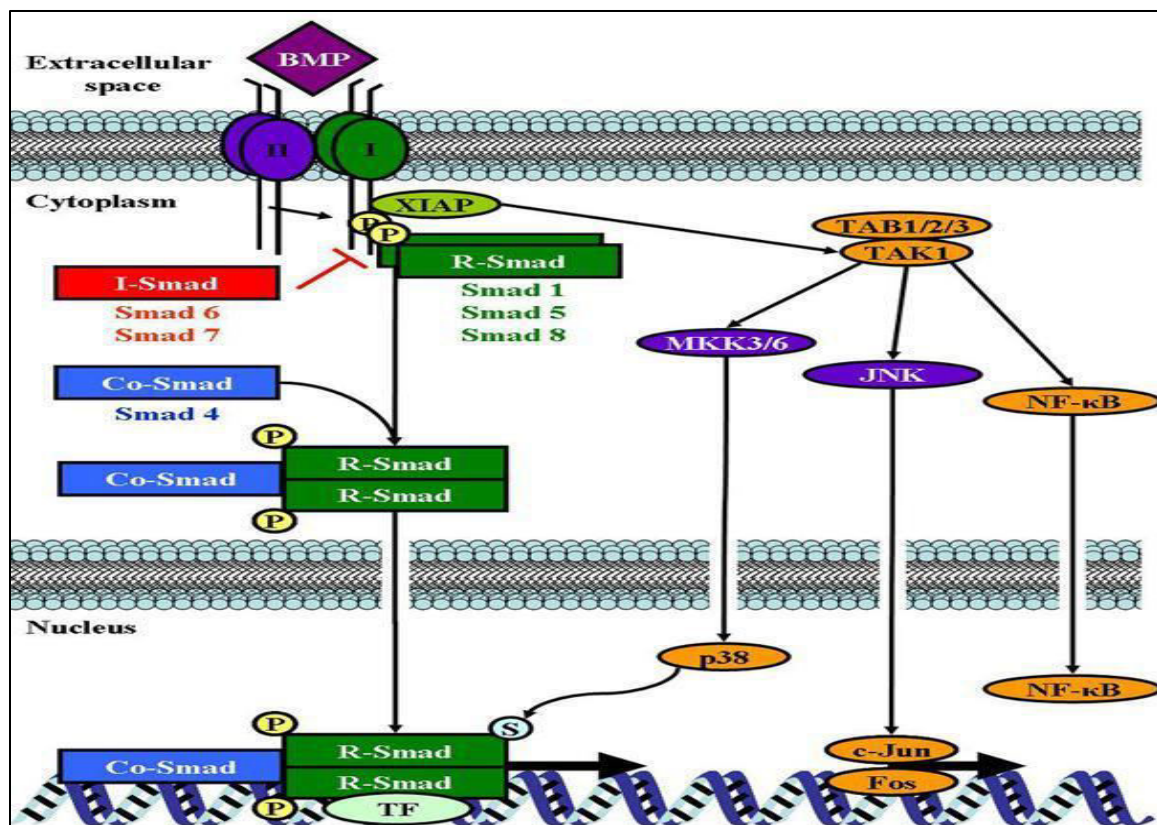 BMP
Extracellular
space
II
I
Cytoplasm
XIAP
P
P
TAB1/2/3
TAK1
R-Smad
I-Smad
Smad 1
Smad 5
Smad 8
Smad 6
Smad 7
MKK3/6
JNK
Co-Smad
Smad 4
NF-κB
P
R-Smad
Co-Smad
R-Smad
P
Nucleus
p38
NF-κB
P
S
R-Smad
c-Jun
Co-Smad
R-Smad
Fos
P
TF